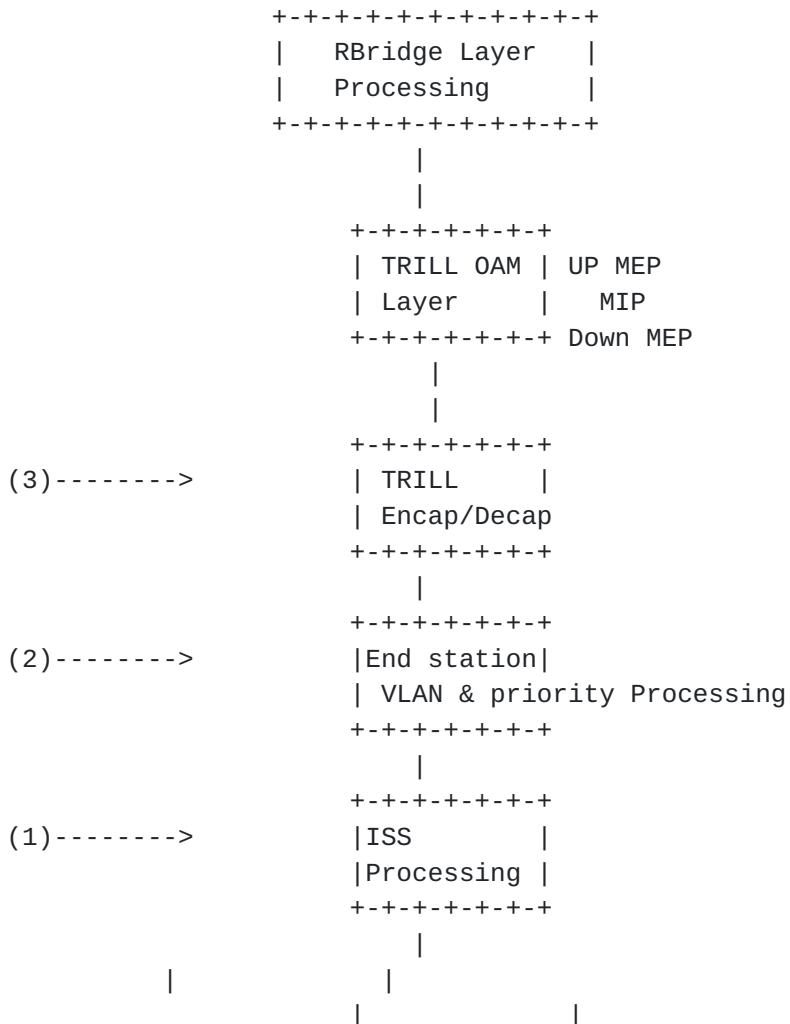 +-+-+-+-+-+-+-+-+-+-+
|   RBridge Layer   |
|   Processing      |
+-+-+-+-+-+-+-+-+-+-+
|
|
+-+-+-+-+-+-+
| TRILL OAM | UP MEP
| Layer     |   MIP
+-+-+-+-+-+-+ Down MEP
|
|
+-+-+-+-+-+-+
(3)-------->          | TRILL     |
| Encap/Decap
+-+-+-+-+-+-+
|
+-+-+-+-+-+-+
(2)-------->          |End station|
| VLAN & priority Processing
+-+-+-+-+-+-+
|
+-+-+-+-+-+-+
(1)-------->          |ISS        |
|Processing |
+-+-+-+-+-+-+
|
|             |
|             |